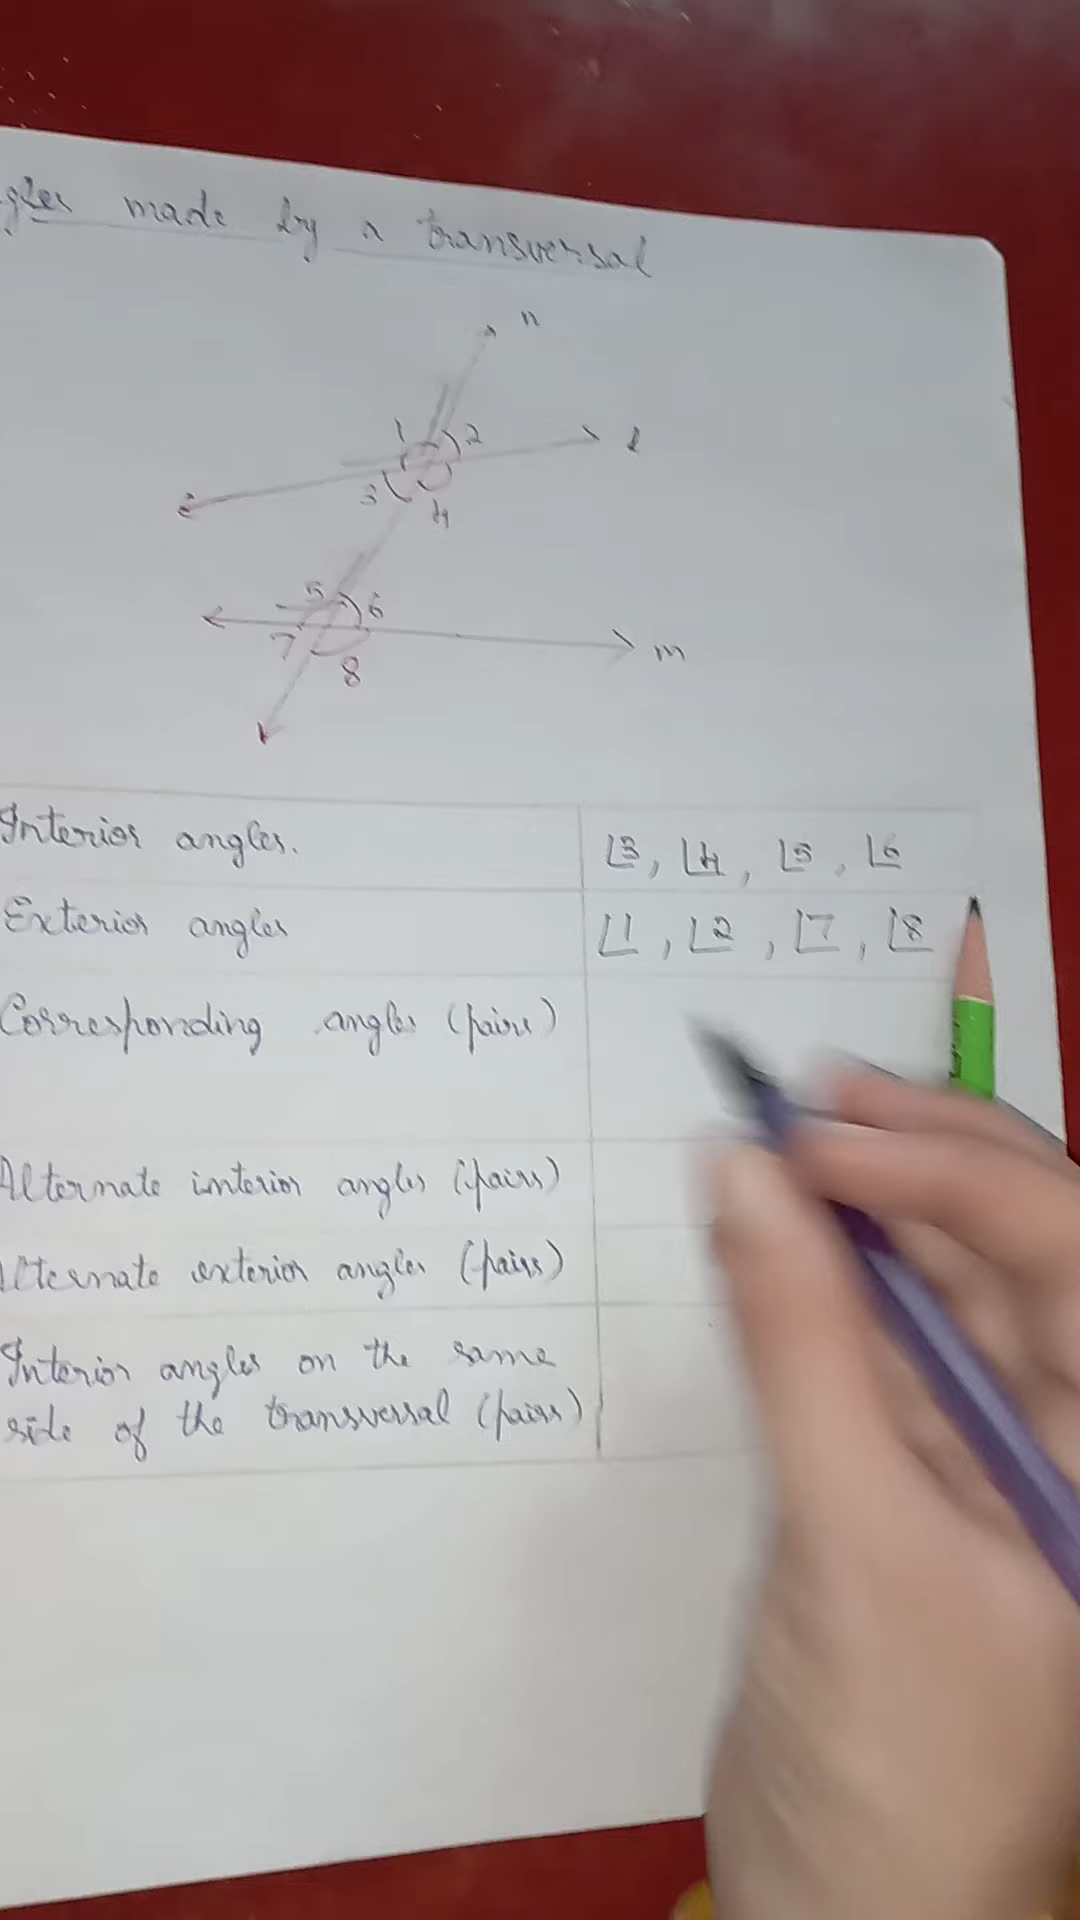 gles made by a transversal
n
1 2
l
3 4
5 6
7 8
m
Interior angles. ∠3, ∠4, ∠5, ∠6
Exterior angles ∠1, ∠2, ∠7, ∠8
Corresponding angles (pairs)
Alternate interior angles (pairs)
Alternate exterior angles (pairs)
Interior angles on the same
side of the transversal (pairs)